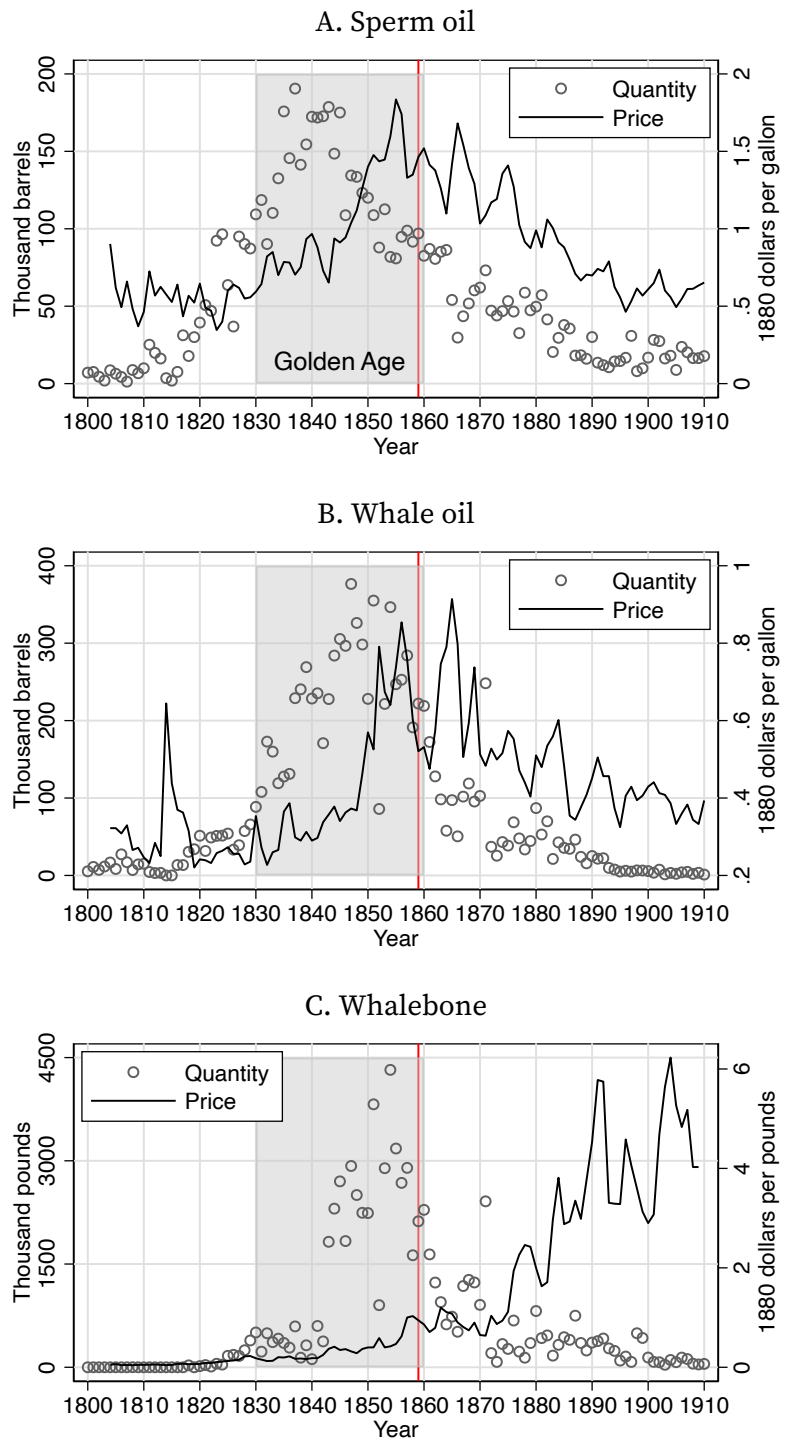 A. Sperm oil
200
150
100
50
0
Thousand barrels
2
1.5
1
.5
0
1880 dollars per gallon
Quantity
Price
Golden Age
1800 1810 1820 1830 1840 1850 1860 1870 1880 1890 1900 1910
Year
B. Whale oil
400
300
200
100
0
Thousand barrels
1
.8
.6
.4
.2
1880 dollars per gallon
Quantity
Price
1800 1810 1820 1830 1840 1850 1860 1870 1880 1890 1900 1910
Year
C. Whalebone
4500
3000
1500
0
Thousand pounds
6
4
2
0
1880 dollars per pounds
Quantity
Price
1800 1810 1820 1830 1840 1850 1860 1870 1880 1890 1900 1910
Year